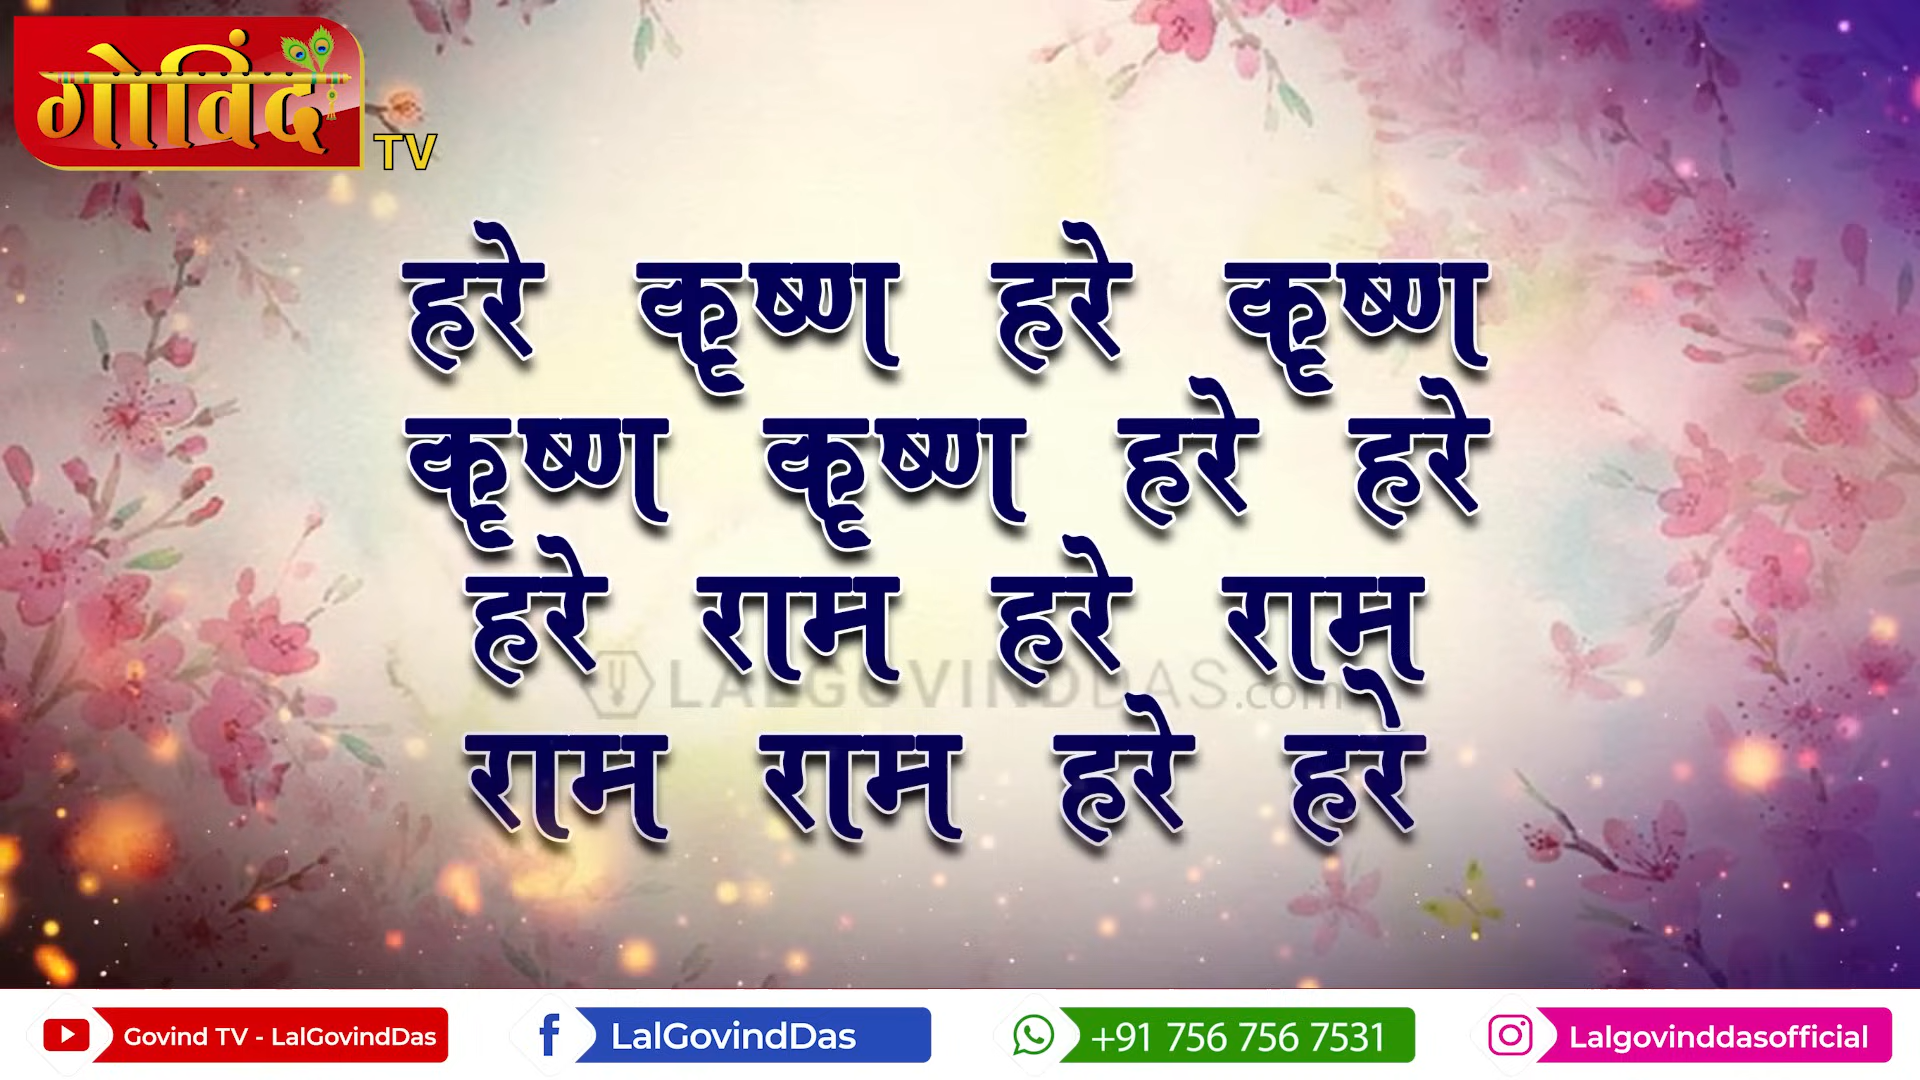 गोविंद
TV
हरे कृष्ण हरे कृष्ण
कृष्ण कृष्ण हरे हरे
हरे राम हरे राम
LALGOVINDDAS.com
राम राम हरे हरे
Govind TV - LalGovindDas
LalGovindDas
+91 756 756 7531
Lalgovinddasofficial